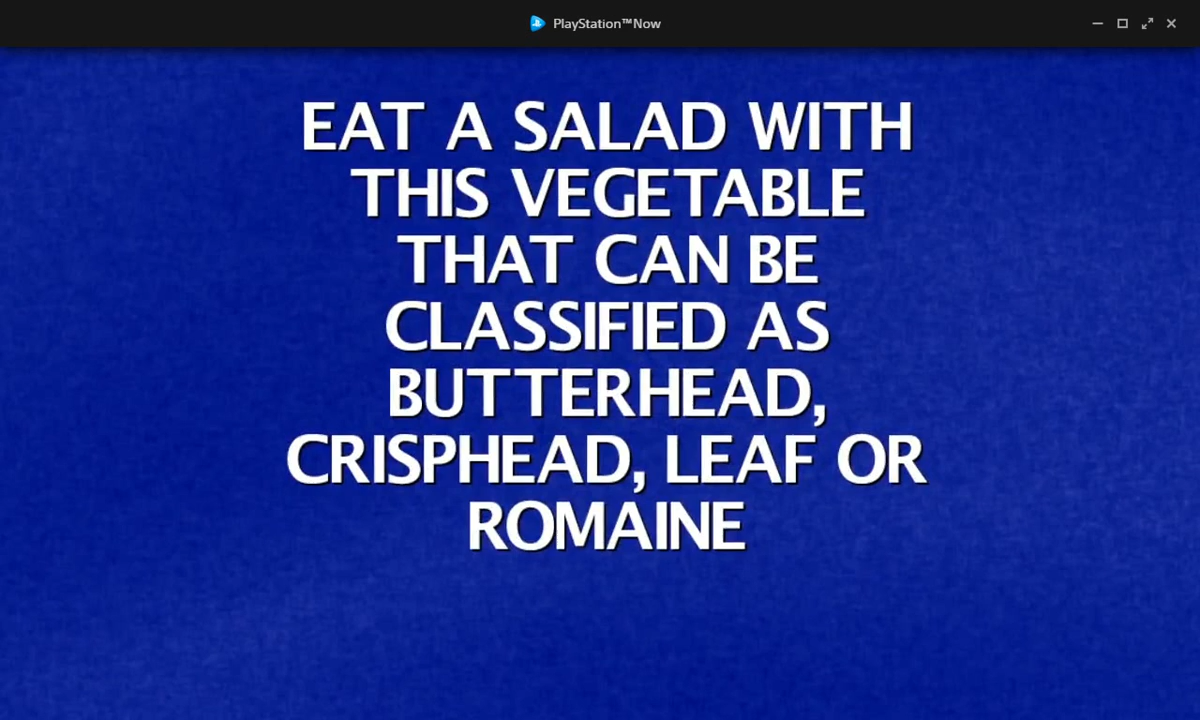 PlayStation™Now
EAT A SALAD WITH
THIS VEGETABLE
THAT CAN BE
CLASSIFIED AS
BUTTERHEAD,
CRISPHEAD, LEAF OR
ROMAINE